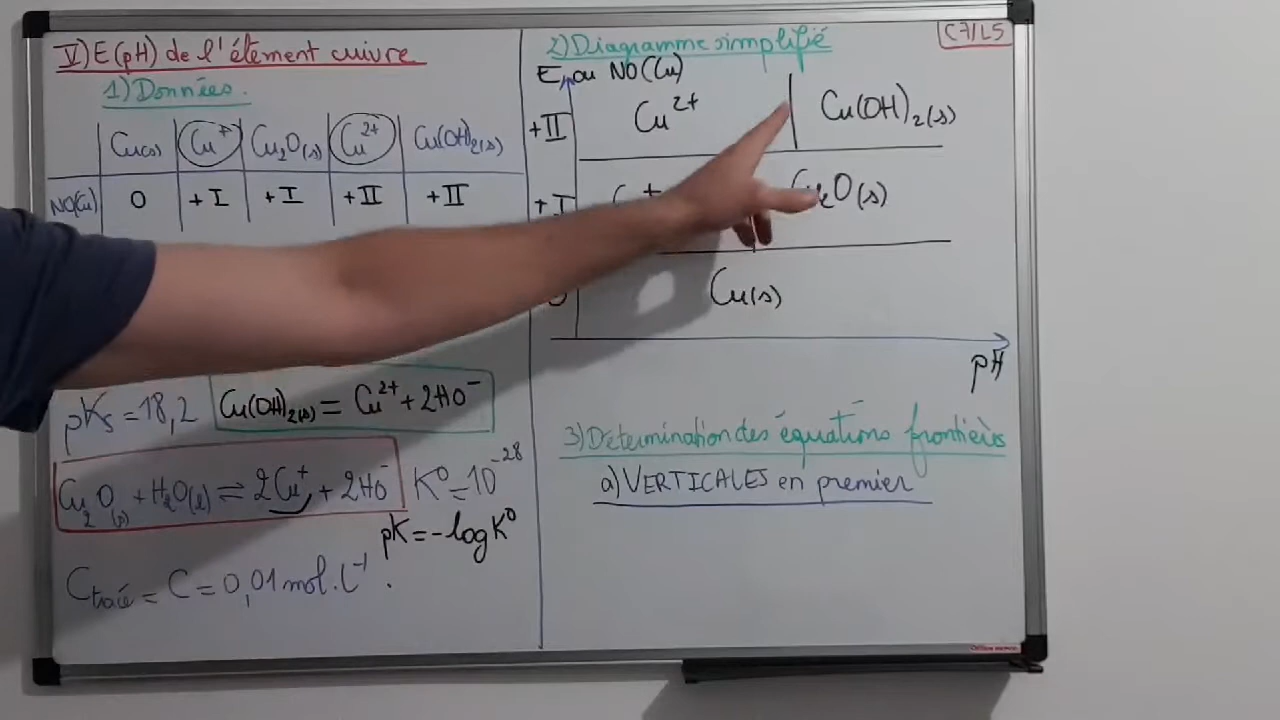 V) E(pH) de l'élément cuivre
1) Données.
Cu(s) Cu⁺ Cu₂O(s) Cu²⁺ Cu(OH)₂(s)
NO(Cu) 0 +I +I +II +II
pKs = 18,2 Cu(OH)₂(s) = Cu²⁺ + 2HO⁻
Cu₂O(s) + H₂O(l) ⇌ 2Cu⁺ + 2HO⁻ K⁰ = 10⁻²⁸
pK = -log K⁰
Ctracé = C = 0,01 mol.L⁻¹.
2) Diagramme simplifié
C7/L5
E, ou NO(Cu)
+II Cu²⁺ Cu(OH)₂(s)
+I Cu₂O(s)
Cu(s)
pH
3) Détermination des équations frontières
a) VERTICALES en premier